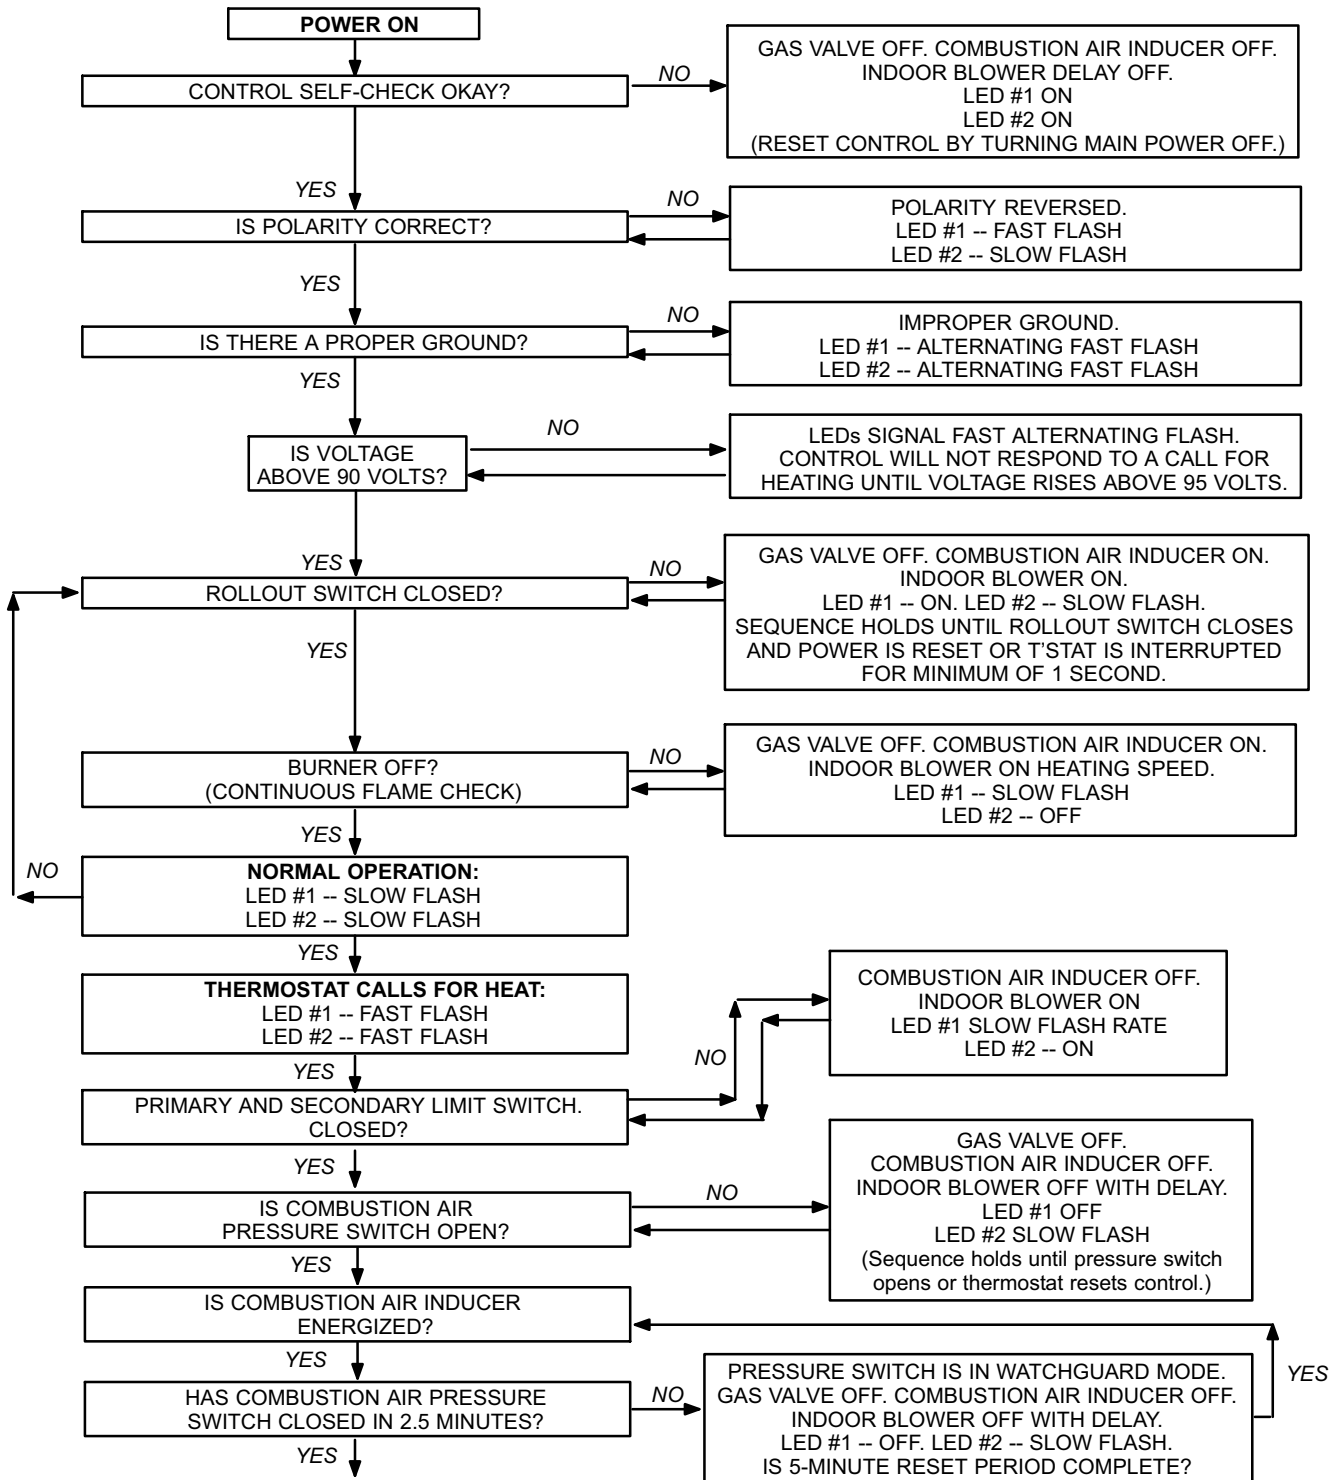 POWER ON
CONTROL SELF-CHECK OKAY?
NO
GAS VALVE OFF. COMBUSTION AIR INDUCER OFF.
INDOOR BLOWER DELAY OFF.
LED #1 ON
LED #2 ON
(RESET CONTROL BY TURNING MAIN POWER OFF.)
YES
IS POLARITY CORRECT?
NO
POLARITY REVERSED.
LED #1 -- FAST FLASH
LED #2 -- SLOW FLASH
YES
IS THERE A PROPER GROUND?
NO
IMPROPER GROUND.
LED #1 -- ALTERNATING FAST FLASH
LED #2 -- ALTERNATING FAST FLASH
YES
IS VOLTAGE
ABOVE 90 VOLTS?
NO
LEDs SIGNAL FAST ALTERNATING FLASH.
CONTROL WILL NOT RESPOND TO A CALL FOR
HEATING UNTIL VOLTAGE RISES ABOVE 95 VOLTS.
YES
ROLLOUT SWITCH CLOSED?
NO
GAS VALVE OFF. COMBUSTION AIR INDUCER ON.
INDOOR BLOWER ON.
LED #1 -- ON. LED #2 -- SLOW FLASH.
SEQUENCE HOLDS UNTIL ROLLOUT SWITCH CLOSES
AND POWER IS RESET OR T'STAT IS INTERRUPTED
FOR MINIMUM OF 1 SECOND.
YES
BURNER OFF?
(CONTINUOUS FLAME CHECK)
NO
GAS VALVE OFF. COMBUSTION AIR INDUCER ON.
INDOOR BLOWER ON HEATING SPEED.
LED #1 -- SLOW FLASH
LED #2 -- OFF
YES
NO
NORMAL OPERATION:
LED #1 -- SLOW FLASH
LED #2 -- SLOW FLASH
YES
THERMOSTAT CALLS FOR HEAT:
LED #1 -- FAST FLASH
LED #2 -- FAST FLASH
NO
COMBUSTION AIR INDUCER OFF.
INDOOR BLOWER ON
LED #1 SLOW FLASH RATE
LED #2 -- ON
YES
PRIMARY AND SECONDARY LIMIT SWITCH.
CLOSED?
YES
IS COMBUSTION AIR
PRESSURE SWITCH OPEN?
NO
GAS VALVE OFF.
COMBUSTION AIR INDUCER OFF.
INDOOR BLOWER OFF WITH DELAY.
LED #1 OFF
LED #2 SLOW FLASH
(Sequence holds until pressure switch
opens or thermostat resets control.)
YES
IS COMBUSTION AIR INDUCER
ENERGIZED?
YES
HAS COMBUSTION AIR PRESSURE
SWITCH CLOSED IN 2.5 MINUTES?
NO
PRESSURE SWITCH IS IN WATCHGUARD MODE.
GAS VALVE OFF. COMBUSTION AIR INDUCER OFF.
INDOOR BLOWER OFF WITH DELAY.
LED #1 -- OFF. LED #2 -- SLOW FLASH.
IS 5-MINUTE RESET PERIOD COMPLETE?
YES
YES